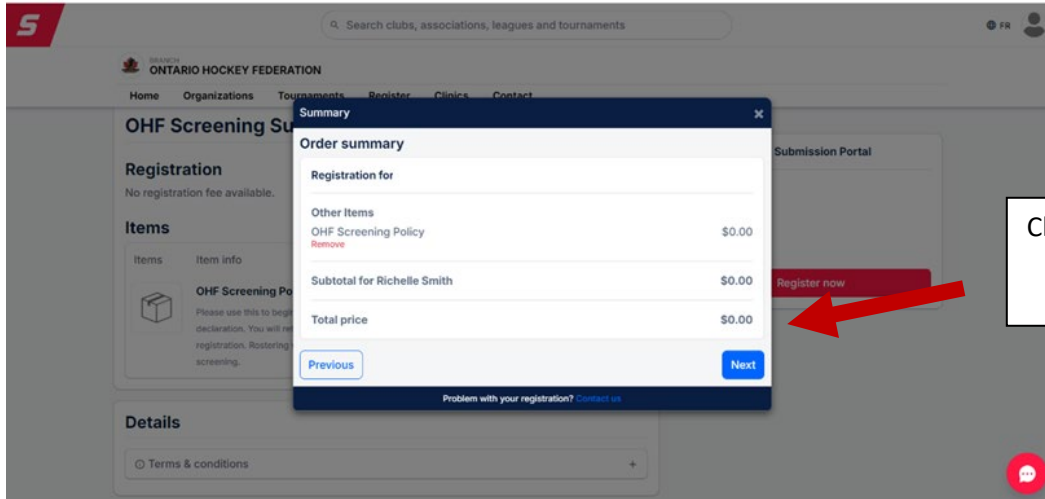 S
Search clubs, associations, leagues and tournaments
FR
BRANCH
ONTARIO HOCKEY FEDERATION
Home Organizations Tournaments Register Clinics Contact
OHF Screening Su
Registration
No registration fee available.
Items
Items Item info
OHF Screening Po
Please use this to begi
declaration. You will re
registration. Rostering
screening.
Details
Terms & conditions +
Summary ×
Order summary
Registration for
Other Items
OHF Screening Policy $0.00
Remove
Subtotal for Richelle Smith $0.00
Total price $0.00
Previous Next
Problem with your registration? Contact us
Submission Portal
Register now